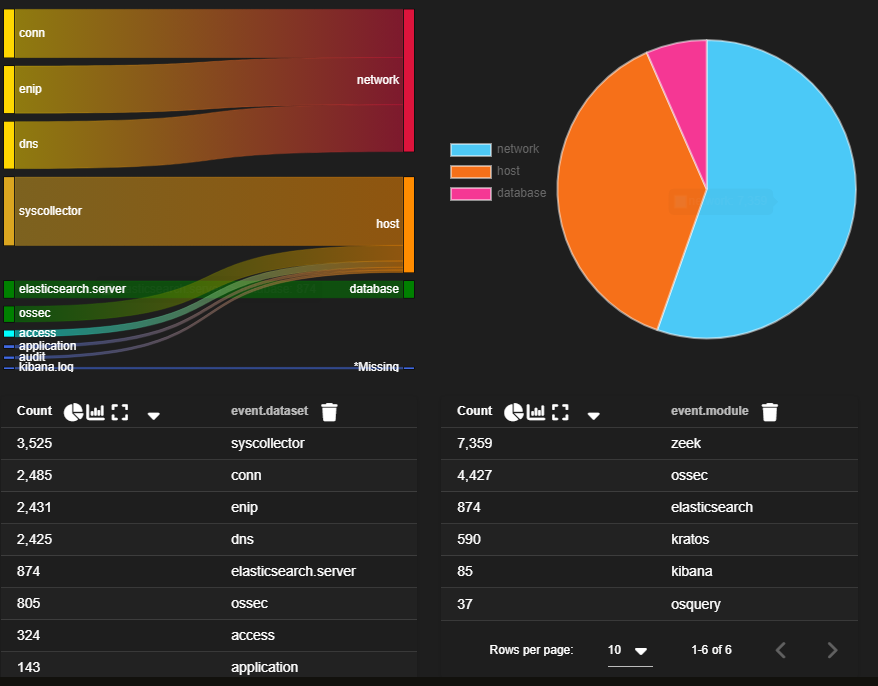 conn
enip
network
dns
syscollector
host
elasticsearch.server
database
ossec
access
application
audit
kibana.log
*Missing
network
host
database
Count event.dataset
3,525 syscollector
2,485 conn
2,431 enip
2,425 dns
874 elasticsearch.server
805 ossec
324 access
143 application
Count event.module
7,359 zeek
4,427 ossec
874 elasticsearch
590 kratos
85 kibana
37 osquery
Rows per page: 10 1-6 of 6